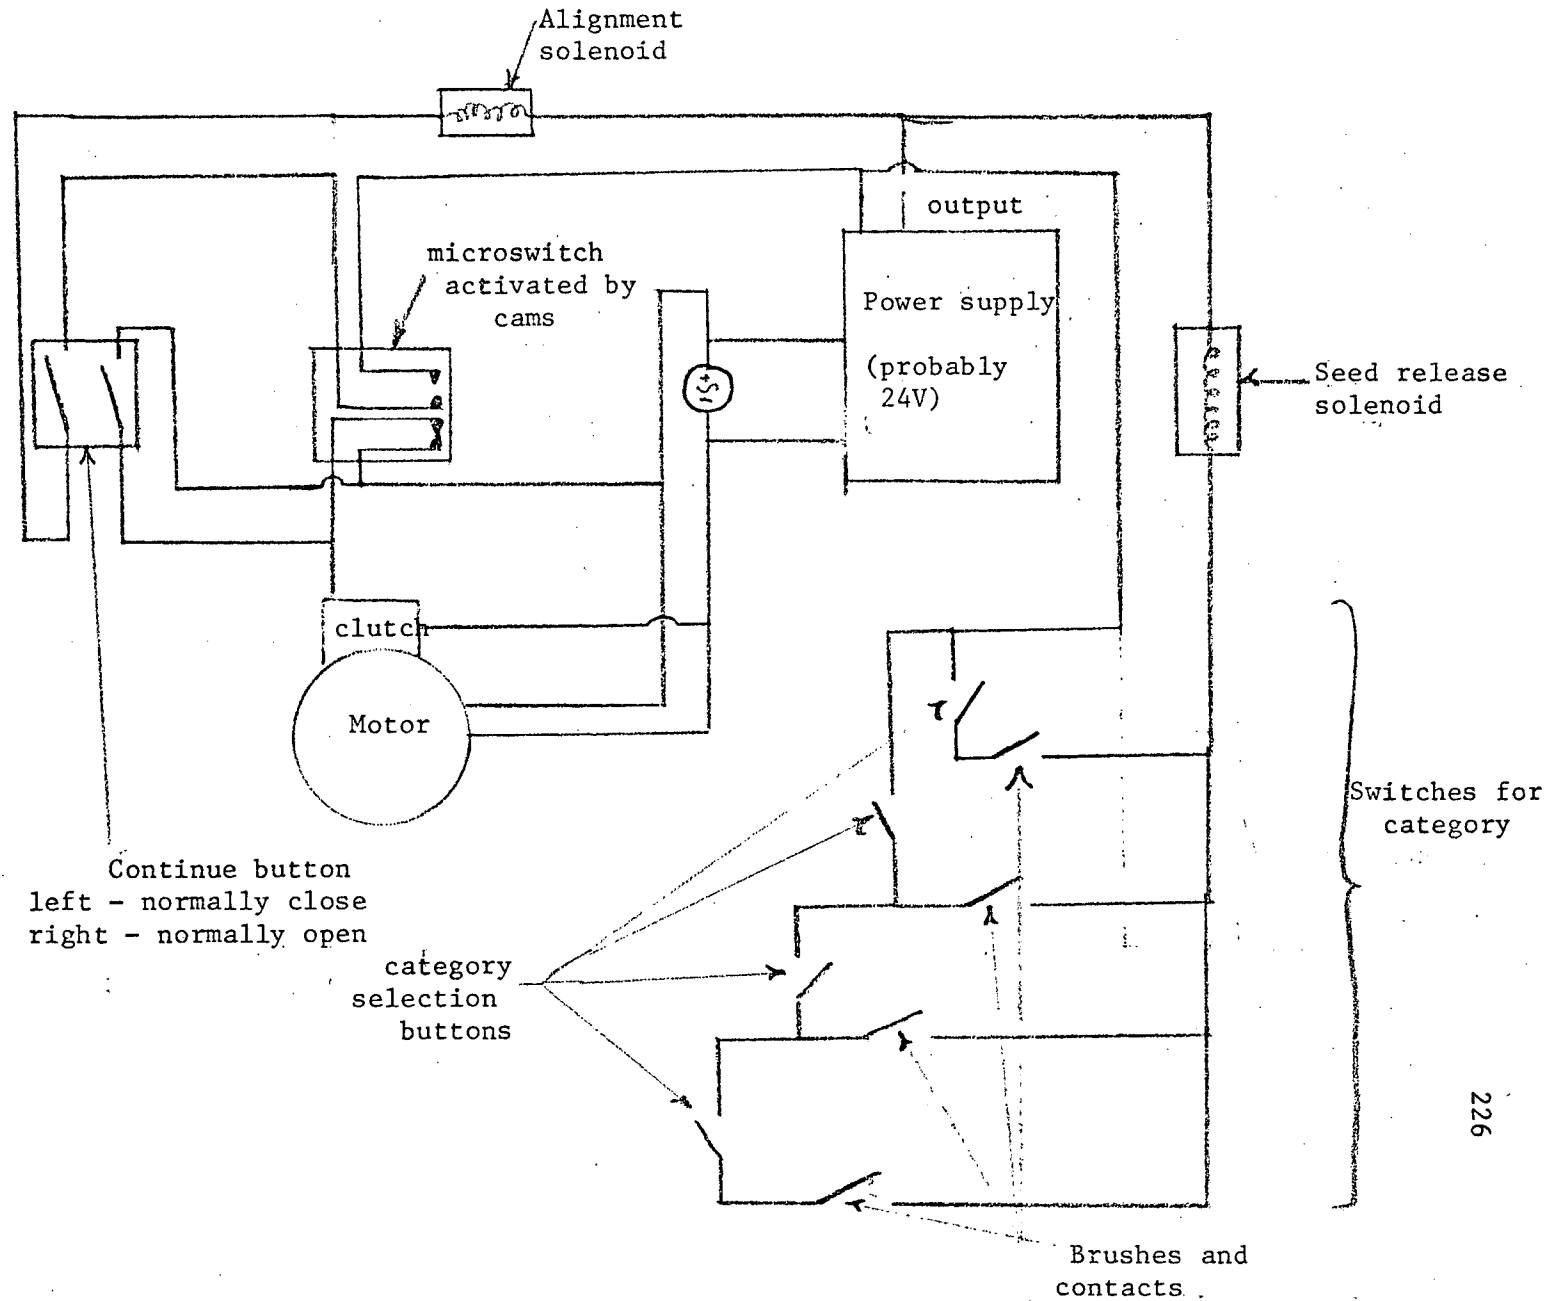 Alignment
solenoid
output
microswitch
activated by
cams
Power supply
(probably
24V)
+
Seed release
solenoid
clutch
Motor
Switches for
category
Continue button
left - normally close
right - normally open
category
selection
buttons
226
Brushes and
contacts